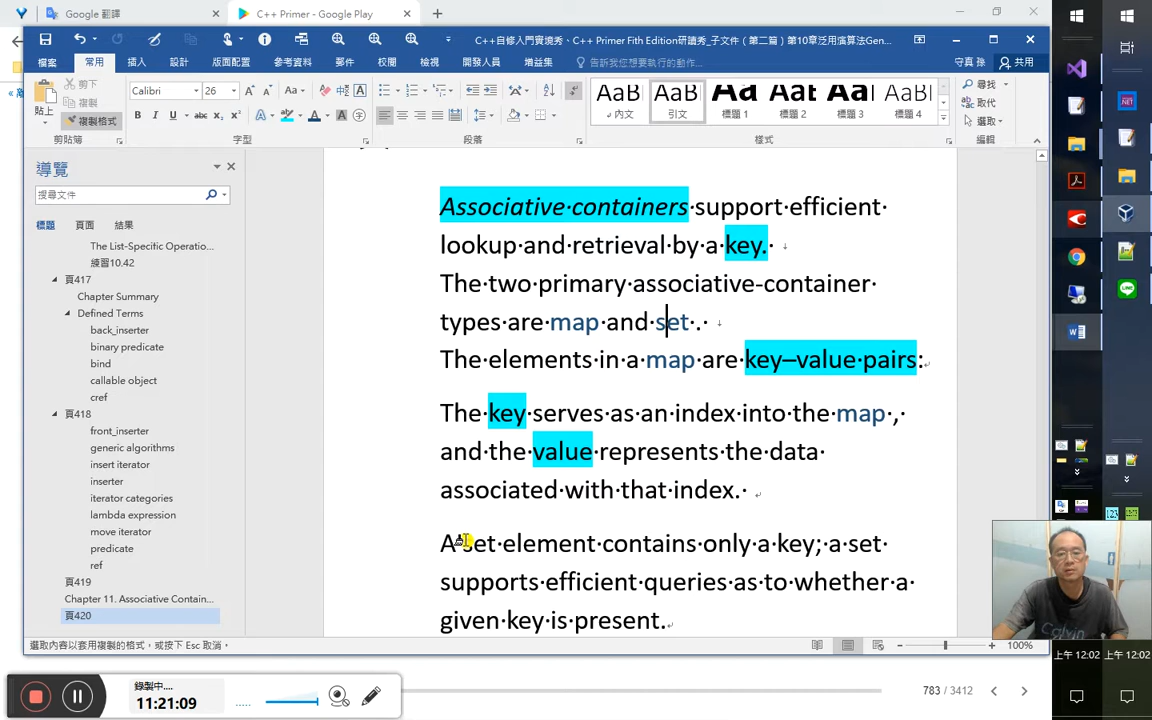 Google 翻譯
C++ Primer - Google Play
C++自修入門實境秀、C++ Primer Fith Edition研讀秀_子文件（第二篇）第10章泛用演算法Gen...
檔案 常用 插入 設計 版面配置 參考資料 郵件 校閱 檢視 開發人員 增益集 告訴我您想要執行的動作... 守真 孫 共用
貼上
剪下
複製
複製格式
剪貼簿
Calibri 26
字型
段落
內文
引文
標題 1
標題 2
標題 3
標題 4
樣式
尋找
取代
選取
編輯
導覽
搜尋文件
標題 頁面 結果
The List-Specific Operatio...
練習10.42
頁417
Chapter Summary
Defined Terms
back_inserter
binary predicate
bind
callable object
cref
頁418
front_inserter
generic algorithms
insert iterator
inserter
iterator categories
lambda expression
move iterator
predicate
ref
頁419
Chapter 11. Associative Contain...
頁420
Associative containers support efficient
lookup and retrieval by a key.
The two primary associative-container
types are map and set .
The elements in a map are key–value pairs:
The key serves as an index into the map ,
and the value represents the data
associated with that index.
A set element contains only a key; a set
supports efficient queries as to whether a
given key is present.
選取內容以套用複製的格式，或按下 Esc 取消。
100%
錄製中....
11:21:09
783 / 3412
上午 12:02
上午 12:02